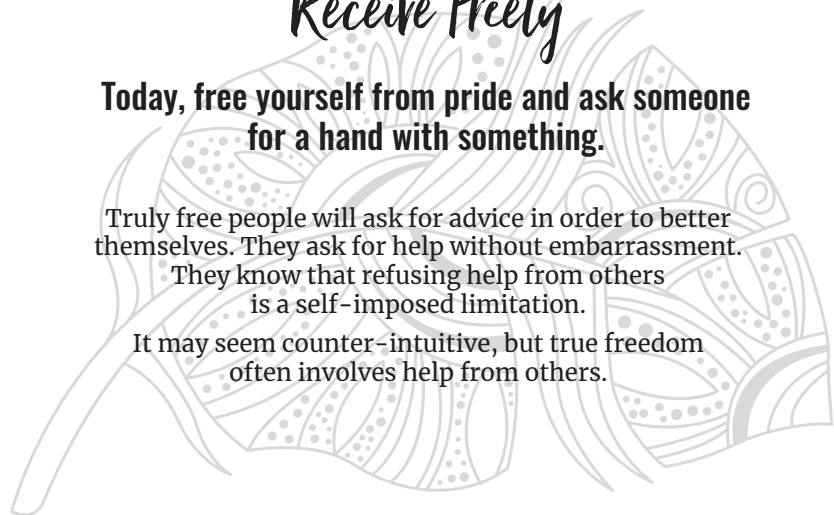 Receive Freely
Today, free yourself from pride and ask someone
for a hand with something.
Truly free people will ask for advice in order to better
themselves. They ask for help without embarrassment.
They know that refusing help from others
is a self-imposed limitation.
It may seem counter-intuitive, but true freedom
often involves help from others.